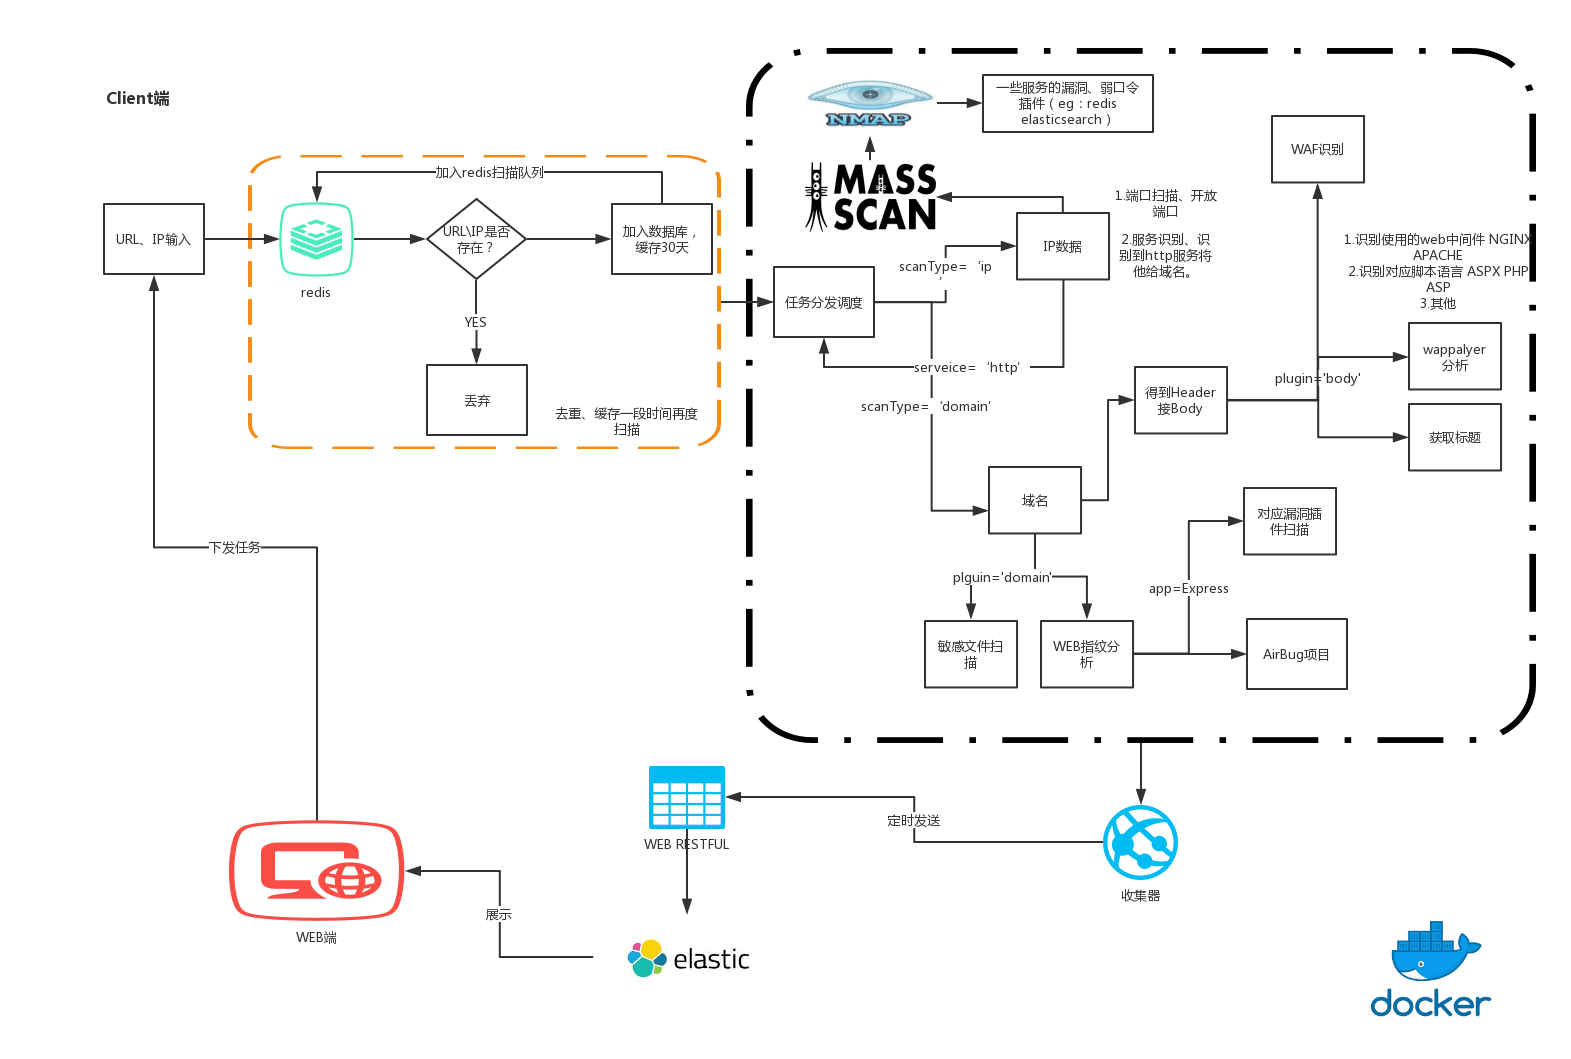 Client端
URL、IP输入
redis
加入redis扫描队列
URL\IP是否
存在？
加入数据库，
缓存30天
YES
丢弃
去重、缓存一段时间再度
扫描
下发任务
NMAP
一些服务的漏洞、弱口令
插件（eg：redis
elasticsearch）
MASS
SCAN
IP数据
1.端口扫描、开放
端口
2.服务识别、识
别到http服务将
他给域名。
任务分发调度
scanType=‘ip
’
serveice=‘http’
scanType=‘domain’
WAF识别
1.识别使用的web中间件 NGINX
APACHE
2.识别对应脚本语言 ASPX PHP
ASP
3.其他
wappalyer
分析
plugin='body'
得到Header
接Body
获取标题
域名
对应漏洞插
件扫描
plguin='domain'
app=Express
敏感文件扫
描
WEB指纹分
析
AirBug项目
定时发送
WEB RESTFUL
收集器
展示
WEB端
elastic
docker